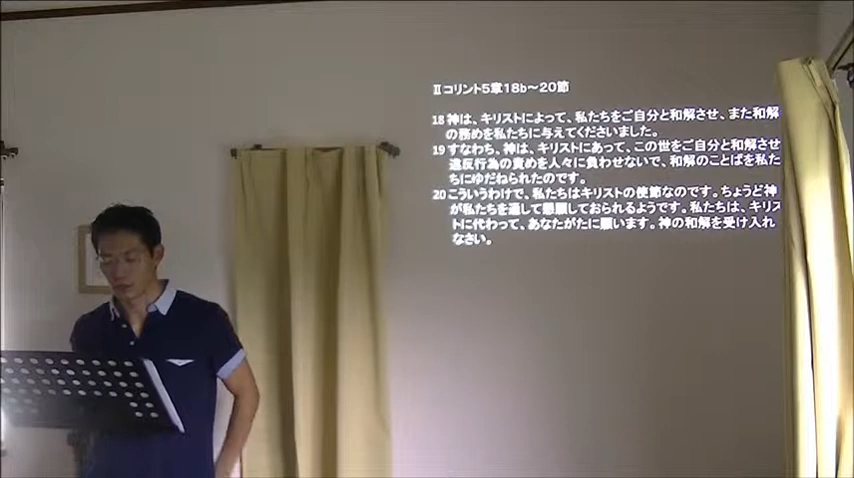 Ⅱコリント5章18b～20節
18 神は、キリストによって、私たちをご自分と和解させ、また和解
の務めを私たちに与えてくださいました。
19 すなわち、神は、キリストにあって、この世をご自分と和解させ
違反行為の責めを人々に負わせないで、和解のことばを私た
ちにゆだねられたのです。
20 こういうわけで、私たちはキリストの使節なのです。ちょうど神
が私たちを通して懇願しておられるようです。私たちは、キリス
トに代わって、あなたがたに願います。神の和解を受け入れ
なさい。